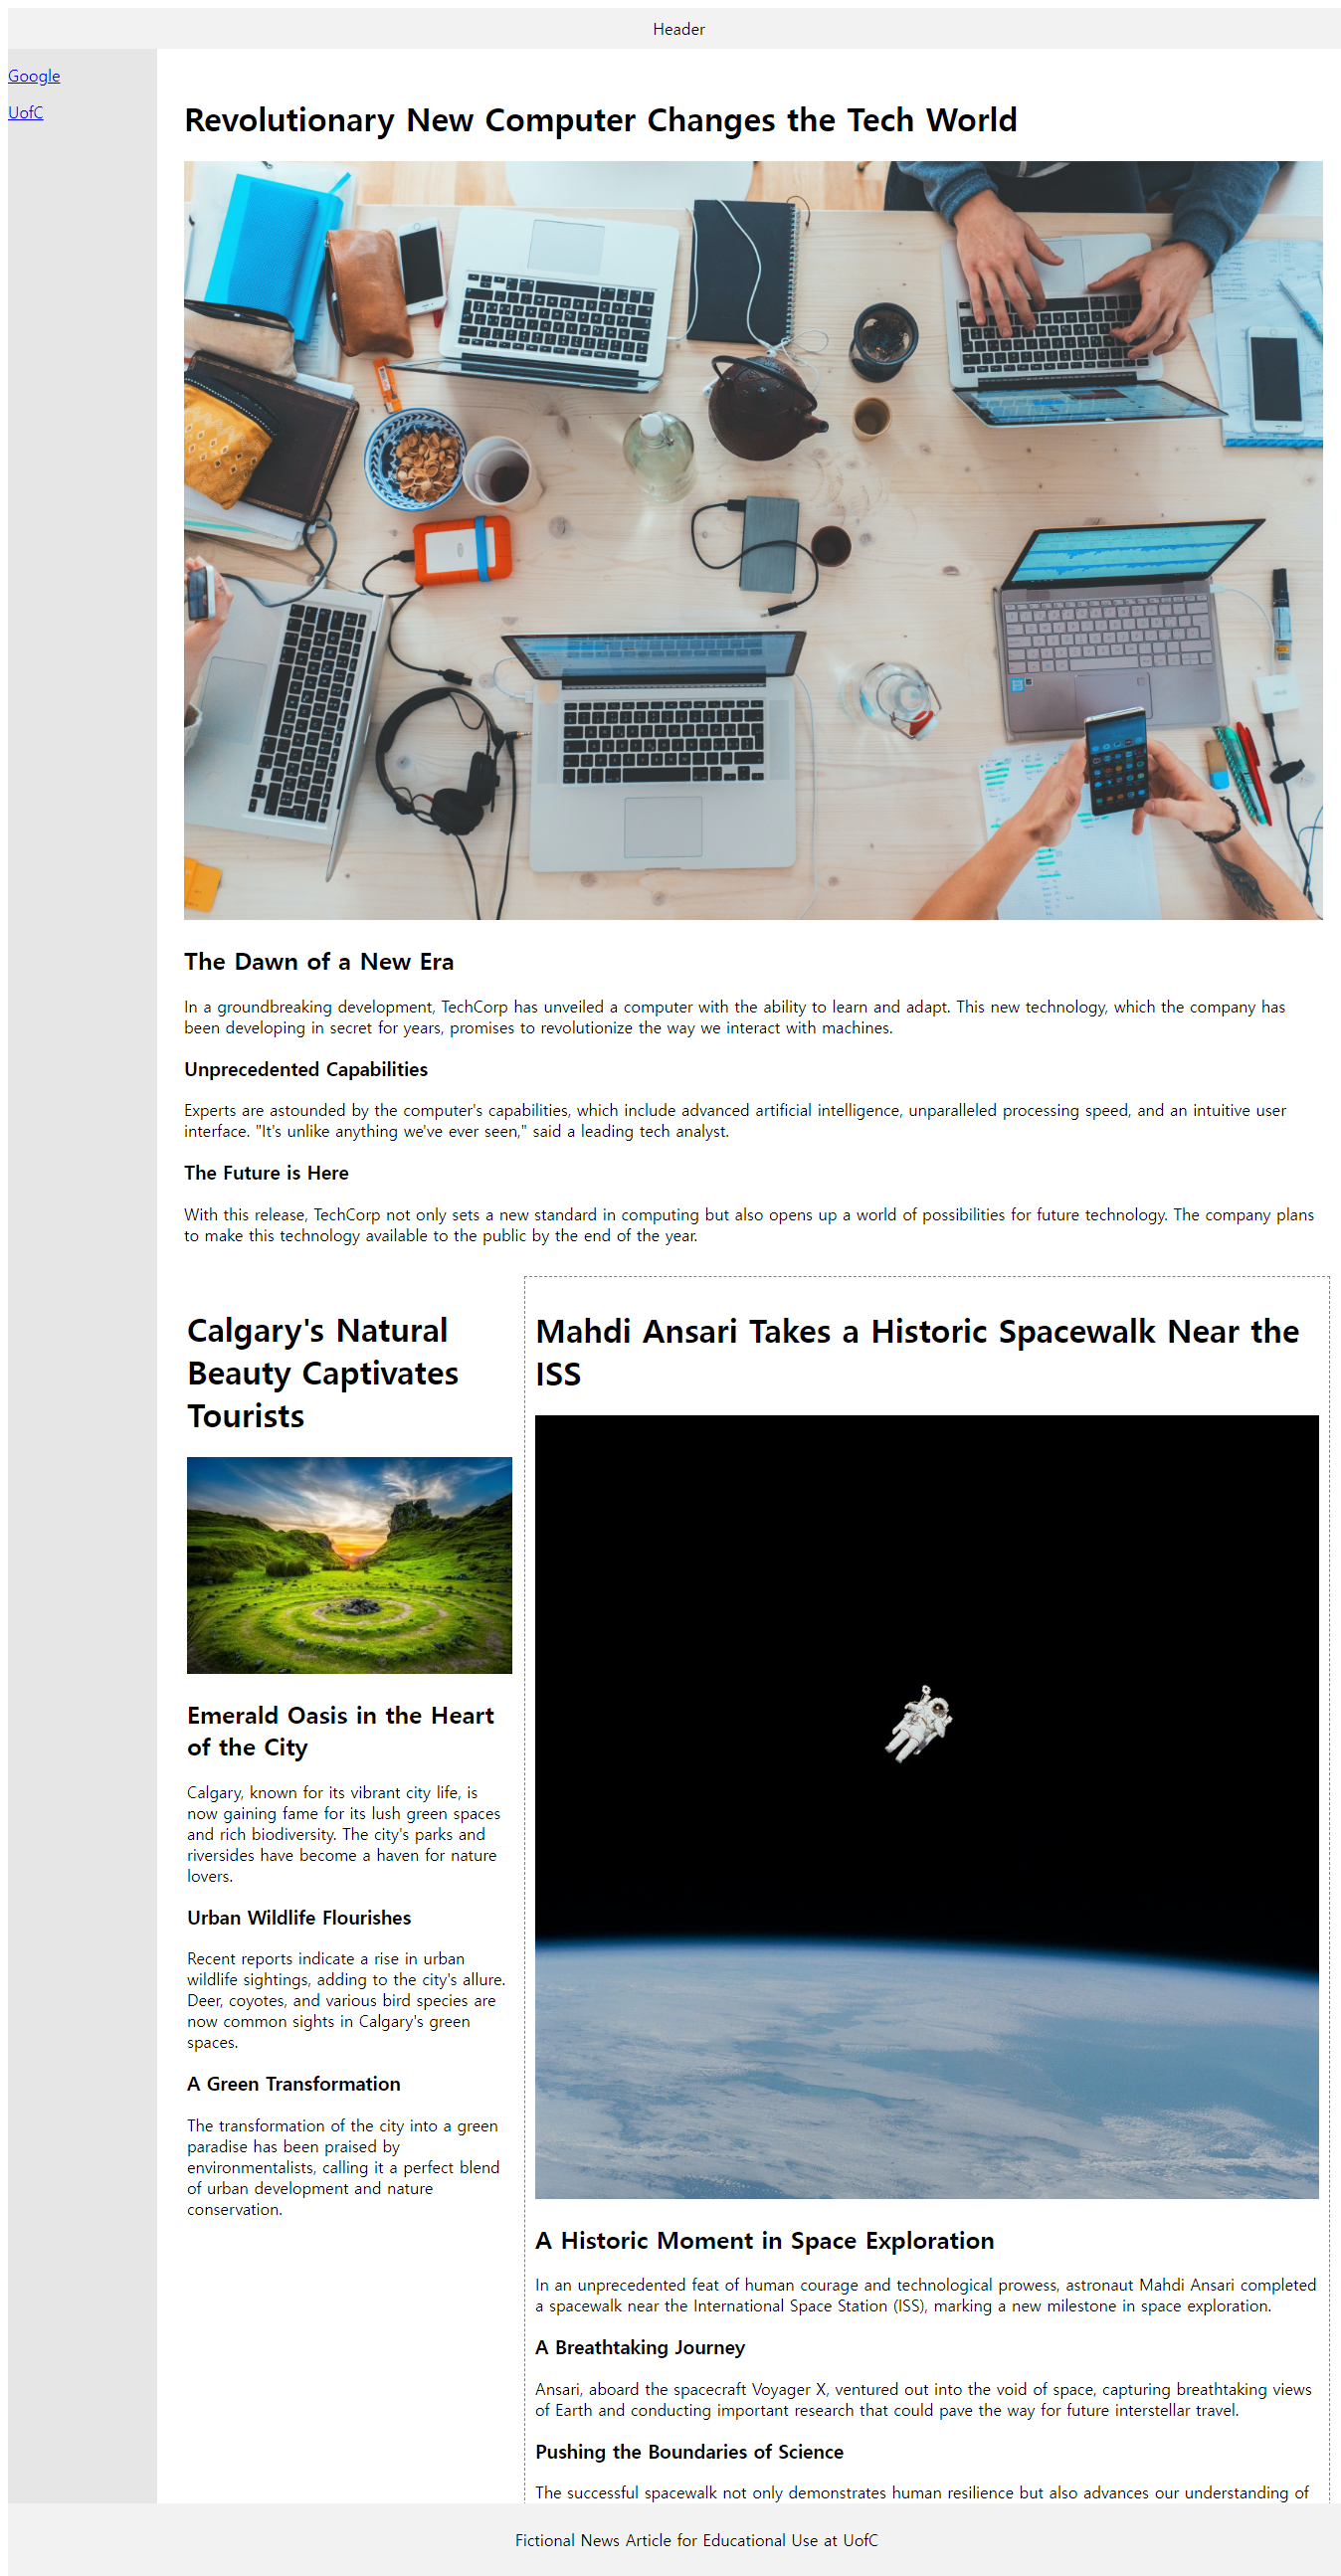 Header
Google
UofC
Revolutionary New Computer Changes the Tech World
The Dawn of a New Era
In a groundbreaking development, TechCorp has unveiled a computer with the ability to learn and adapt. This new technology, which the company has
been developing in secret for years, promises to revolutionize the way we interact with machines.
Unprecedented Capabilities
Experts are astounded by the computer's capabilities, which include advanced artificial intelligence, unparalleled processing speed, and an intuitive user
interface. "It's unlike anything we've ever seen," said a leading tech analyst.
The Future is Here
With this release, TechCorp not only sets a new standard in computing but also opens up a world of possibilities for future technology. The company plans
to make this technology available to the public by the end of the year.
Calgary's Natural
Beauty Captivates
Tourists
Emerald Oasis in the Heart
of the City
Calgary, known for its vibrant city life, is
now gaining fame for its lush green spaces
and rich biodiversity. The city's parks and
riversides have become a haven for nature
lovers.
Urban Wildlife Flourishes
Recent reports indicate a rise in urban
wildlife sightings, adding to the city's allure.
Deer, coyotes, and various bird species are
now common sights in Calgary's green
spaces.
A Green Transformation
The transformation of the city into a green
paradise has been praised by
environmentalists, calling it a perfect blend
of urban development and nature
conservation.
Mahdi Ansari Takes a Historic Spacewalk Near the
ISS
A Historic Moment in Space Exploration
In an unprecedented feat of human courage and technological prowess, astronaut Mahdi Ansari completed
a spacewalk near the International Space Station (ISS), marking a new milestone in space exploration.
A Breathtaking Journey
Ansari, aboard the spacecraft Voyager X, ventured out into the void of space, capturing breathtaking views
of Earth and conducting important research that could pave the way for future interstellar travel.
Pushing the Boundaries of Science
The successful spacewalk not only demonstrates human resilience but also advances our understanding of
Fictional News Article for Educational Use at UofC